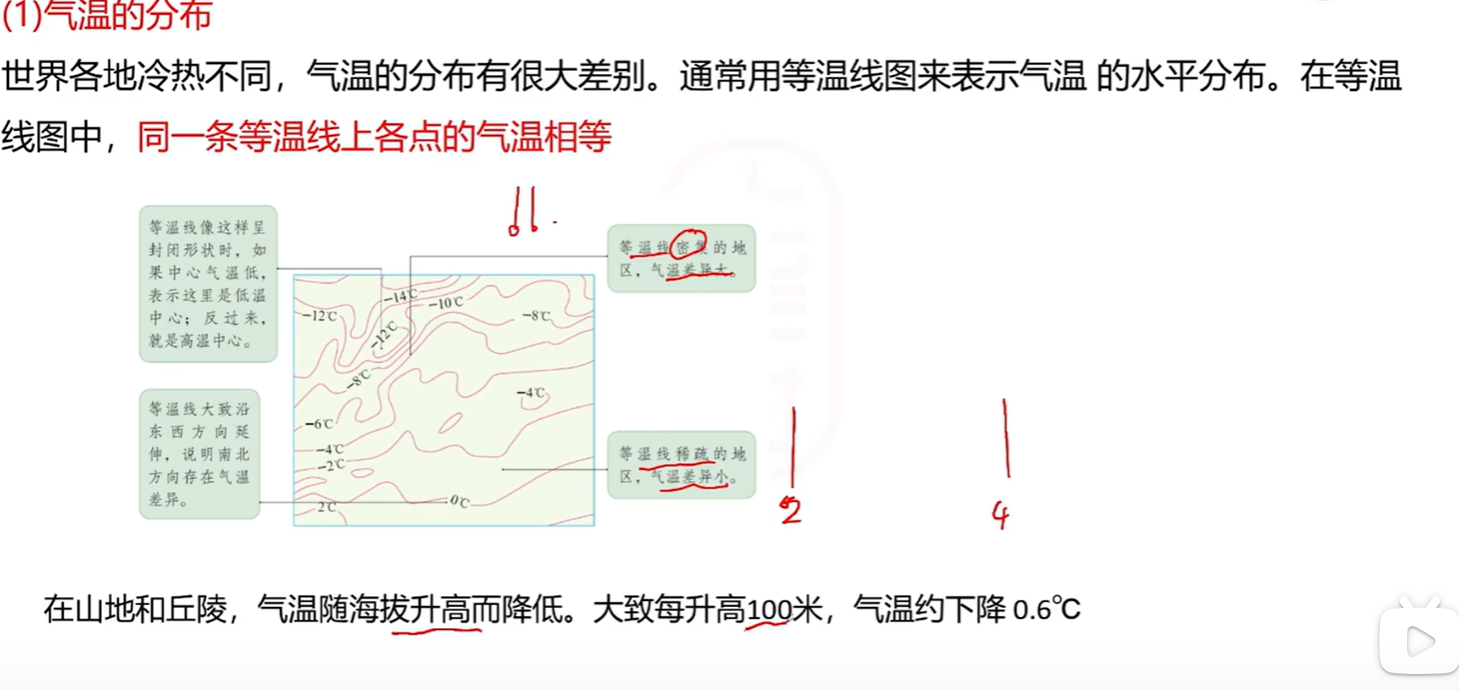 (1)气温的分布
世界各地冷热不同，气温的分布有很大差别。通常用等温线图来表示气温 的水平分布。在等温
线图中，同一条等温线上各点的气温相等
等温线像这样呈
封闭形状时，如
果中心气温低，
表示这里是低温
中心；反过来，
就是高温中心。
等温线密集的地
区，气温差异大。
-14℃
-10℃
-12℃
-8℃
-12℃
-8℃
-4℃
等温线大致沿
东西方向延
伸，说明南北
方向存在气温
差异。
-6℃
-4℃
-2℃
2℃
0℃
等温线稀疏的地
区，气温差异小。
2
4
在山地和丘陵，气温随海拔升高而降低。大致每升高100米，气温约下降 0.6℃